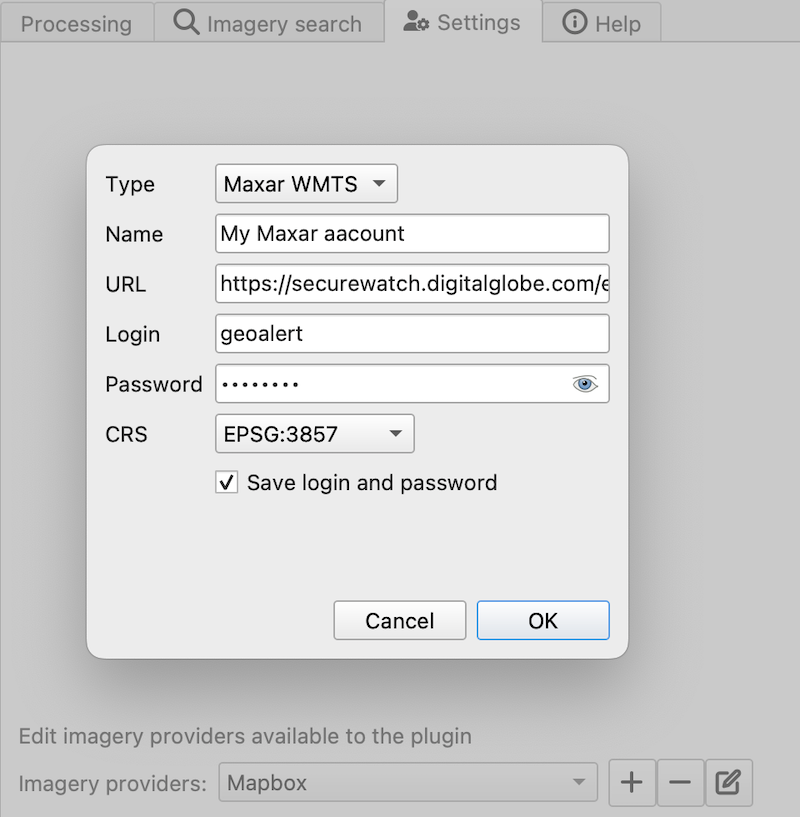 Processing Imagery search Settings Help
Type Maxar WMTS
Name My Maxar aacount
URL https://securewatch.digitalglobe.com/e
Login geoalert
Password ••••••••
CRS EPSG:3857
Save login and password
Cancel OK
Edit imagery providers available to the plugin
Imagery providers: Mapbox